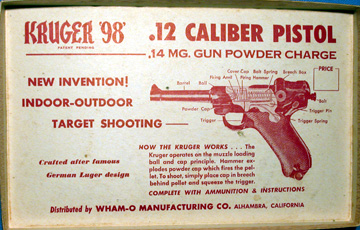 KRUGER '98'
PATENT PENDING
.12 CALIBER PISTOL
.14 MG. GUN POWDER CHARGE
NEW INVENTION!
INDOOR-OUTDOOR
TARGET SHOOTING
Cover-Cap
Bolt Spring
Breech Box
PRICE
Barrel
Ball
Firing Anvil
Firing Hammer
Bolt
Powder Cap
Trigger Pin
Trigger
Trigger Spring
HOW THE KRUGER WORKS . . . The
Kruger operates on the muzzle loading
ball and cap principle. Hammer ex-
plodes powder cap which fires the pel-
let. To shoot, simply place cap in breech
behind pellet and squeeze the trigger.
COMPLETE WITH AMMUNITION & INSTRUCTIONS
Crafted after famous
German Luger design
Distributed by WHAM-O MANUFACTURING CO. ALHAMBRA, CALIFORNIA